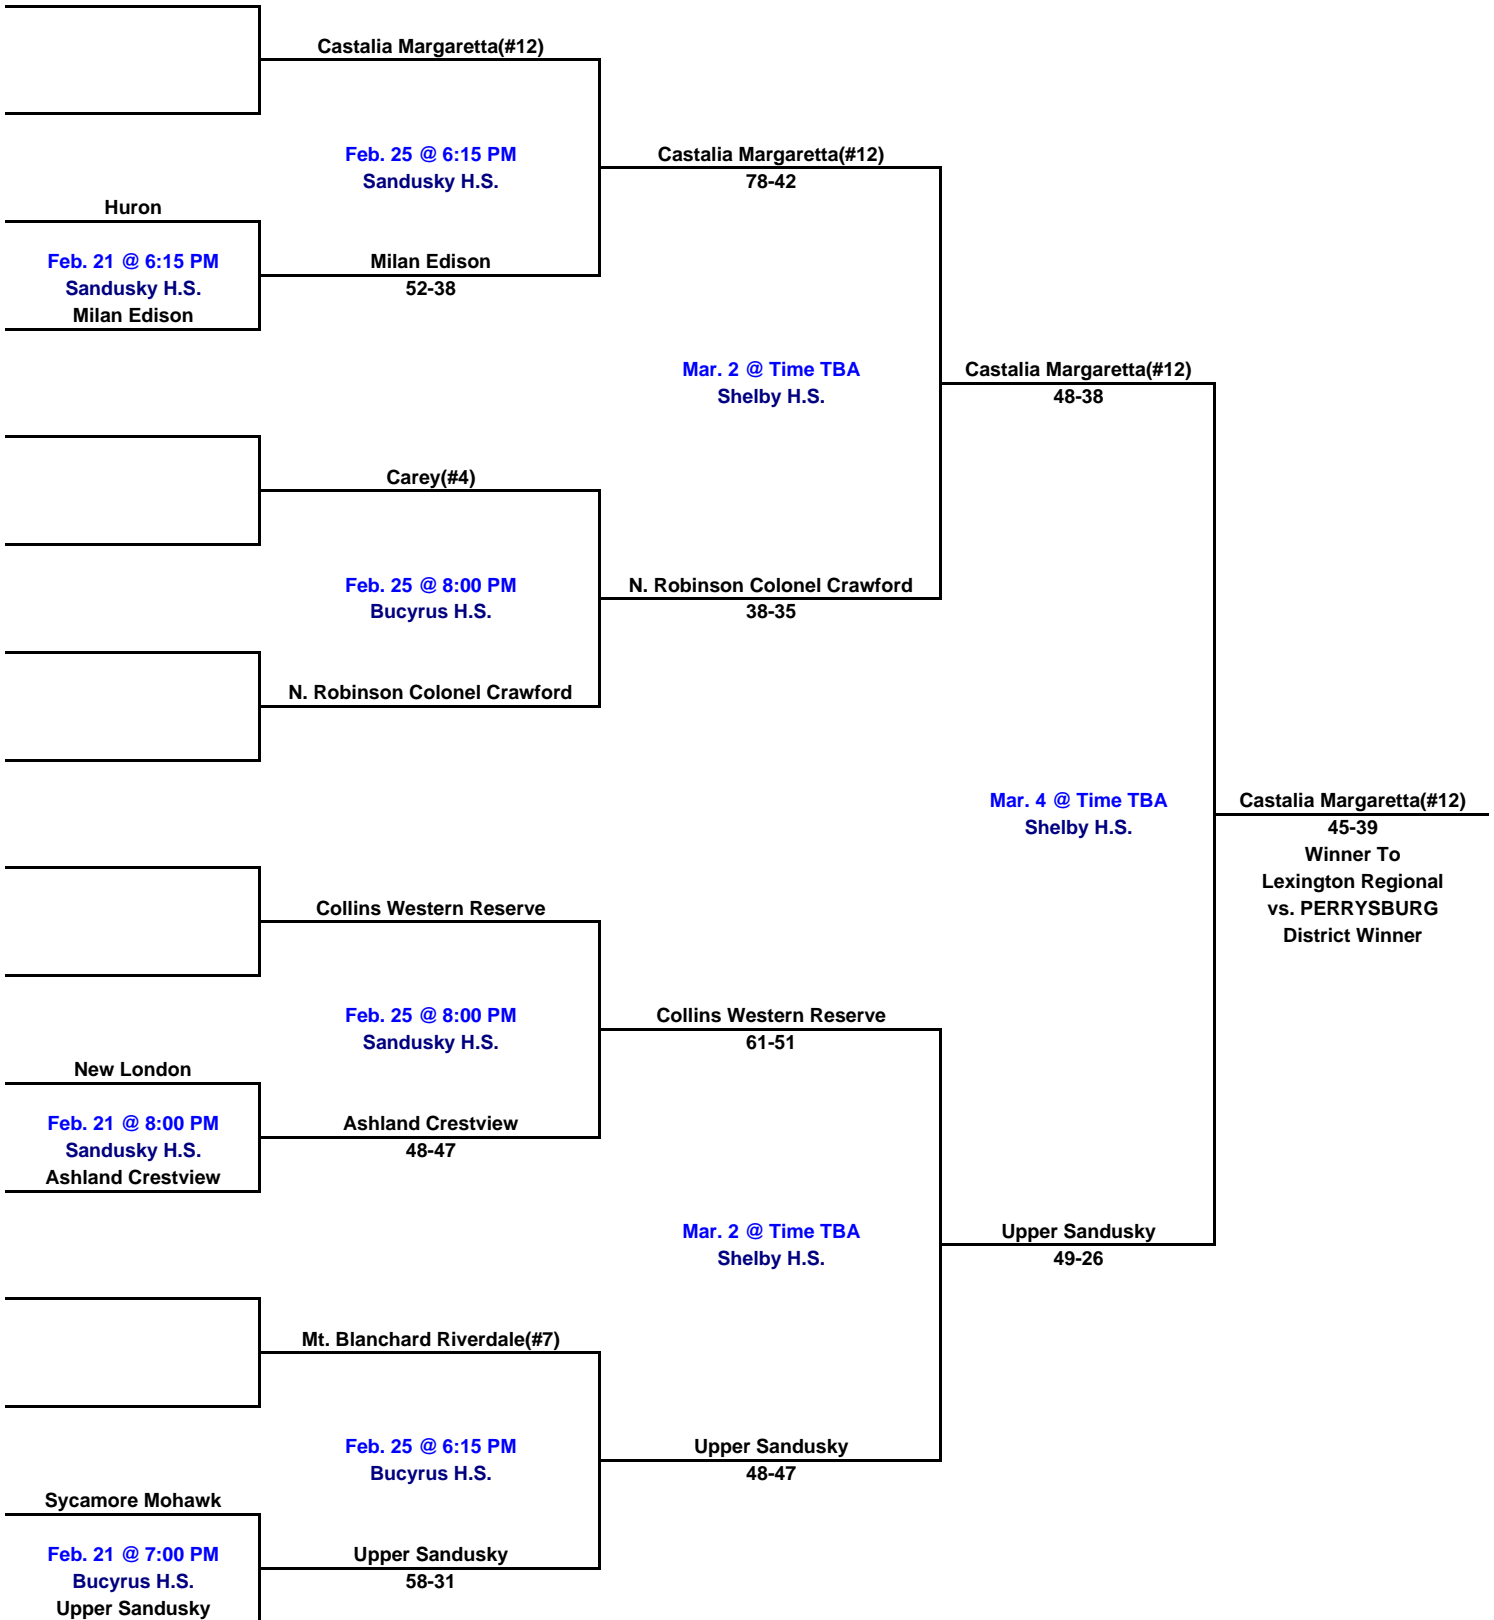 Castalia Margaretta(#12)
Feb. 25 @ 6:15 PM
Sandusky H.S.
Castalia Margaretta(#12)
78-42
Huron
Feb. 21 @ 6:15 PM
Sandusky H.S.
Milan Edison
Milan Edison
52-38
Mar. 2 @ Time TBA
Shelby H.S.
Castalia Margaretta(#12)
48-38
Carey(#4)
Feb. 25 @ 8:00 PM
Bucyrus H.S.
N. Robinson Colonel Crawford
38-35
N. Robinson Colonel Crawford
Mar. 4 @ Time TBA
Shelby H.S.
Castalia Margaretta(#12)
45-39
Winner To
Lexington Regional
vs. PERRYSBURG
District Winner
Collins Western Reserve
Feb. 25 @ 8:00 PM
Sandusky H.S.
Collins Western Reserve
61-51
New London
Feb. 21 @ 8:00 PM
Sandusky H.S.
Ashland Crestview
Ashland Crestview
48-47
Mar. 2 @ Time TBA
Shelby H.S.
Upper Sandusky
49-26
Mt. Blanchard Riverdale(#7)
Feb. 25 @ 6:15 PM
Bucyrus H.S.
Upper Sandusky
48-47
Sycamore Mohawk
Feb. 21 @ 7:00 PM
Bucyrus H.S.
Upper Sandusky
Upper Sandusky
58-31